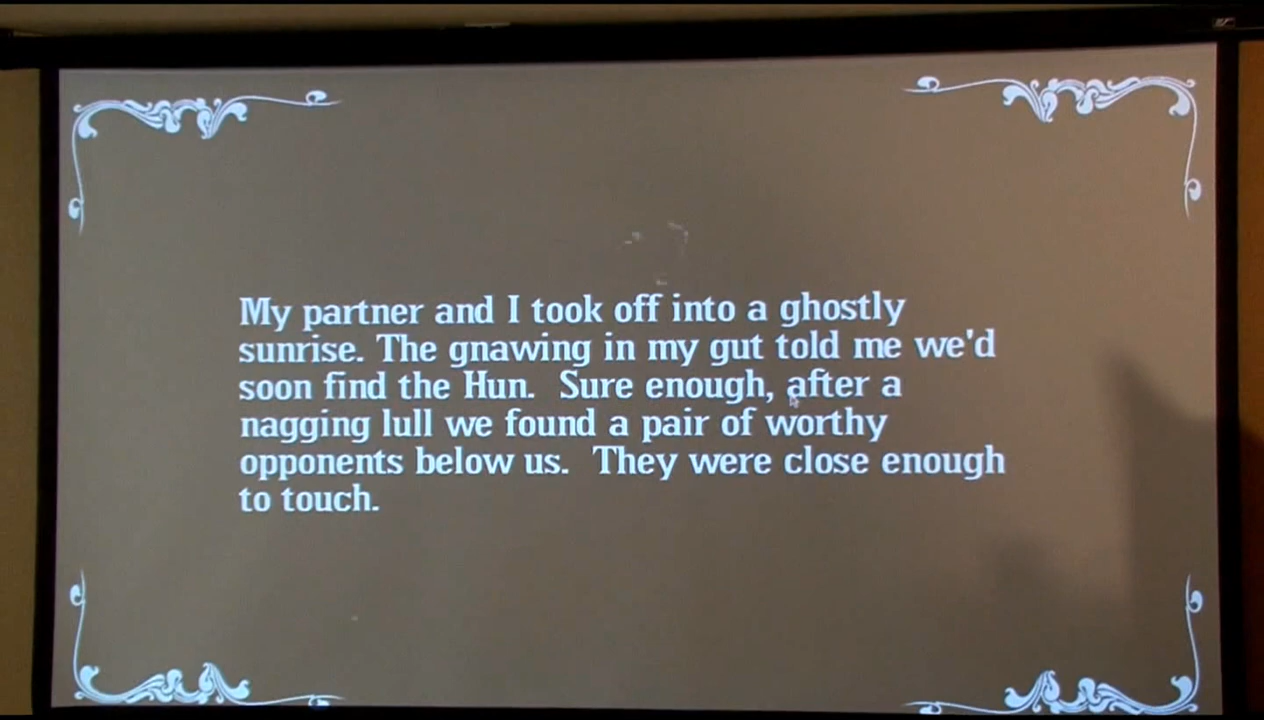 My partner and I took off into a ghostly
sunrise. The gnawing in my gut told me we'd
soon find the Hun.  Sure enough, after a
nagging lull we found a pair of worthy
opponents below us.  They were close enough
to touch.